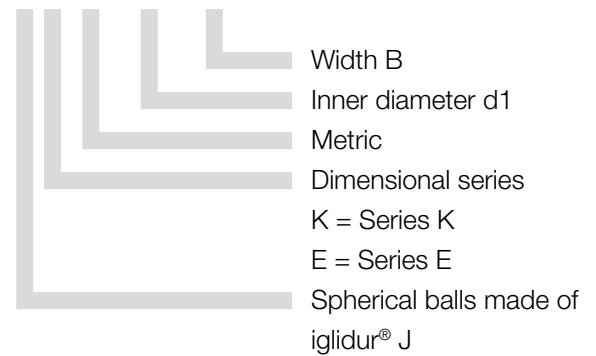 Width B
Inner diameter d1
Metric
Dimensional series
K = Series K
E = Series E
Spherical balls made of
iglidur® J